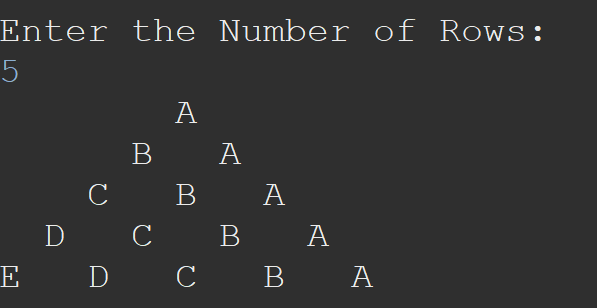 Enter the Number of Rows:
5
A
B A
C B A
D C B A
E D C B A